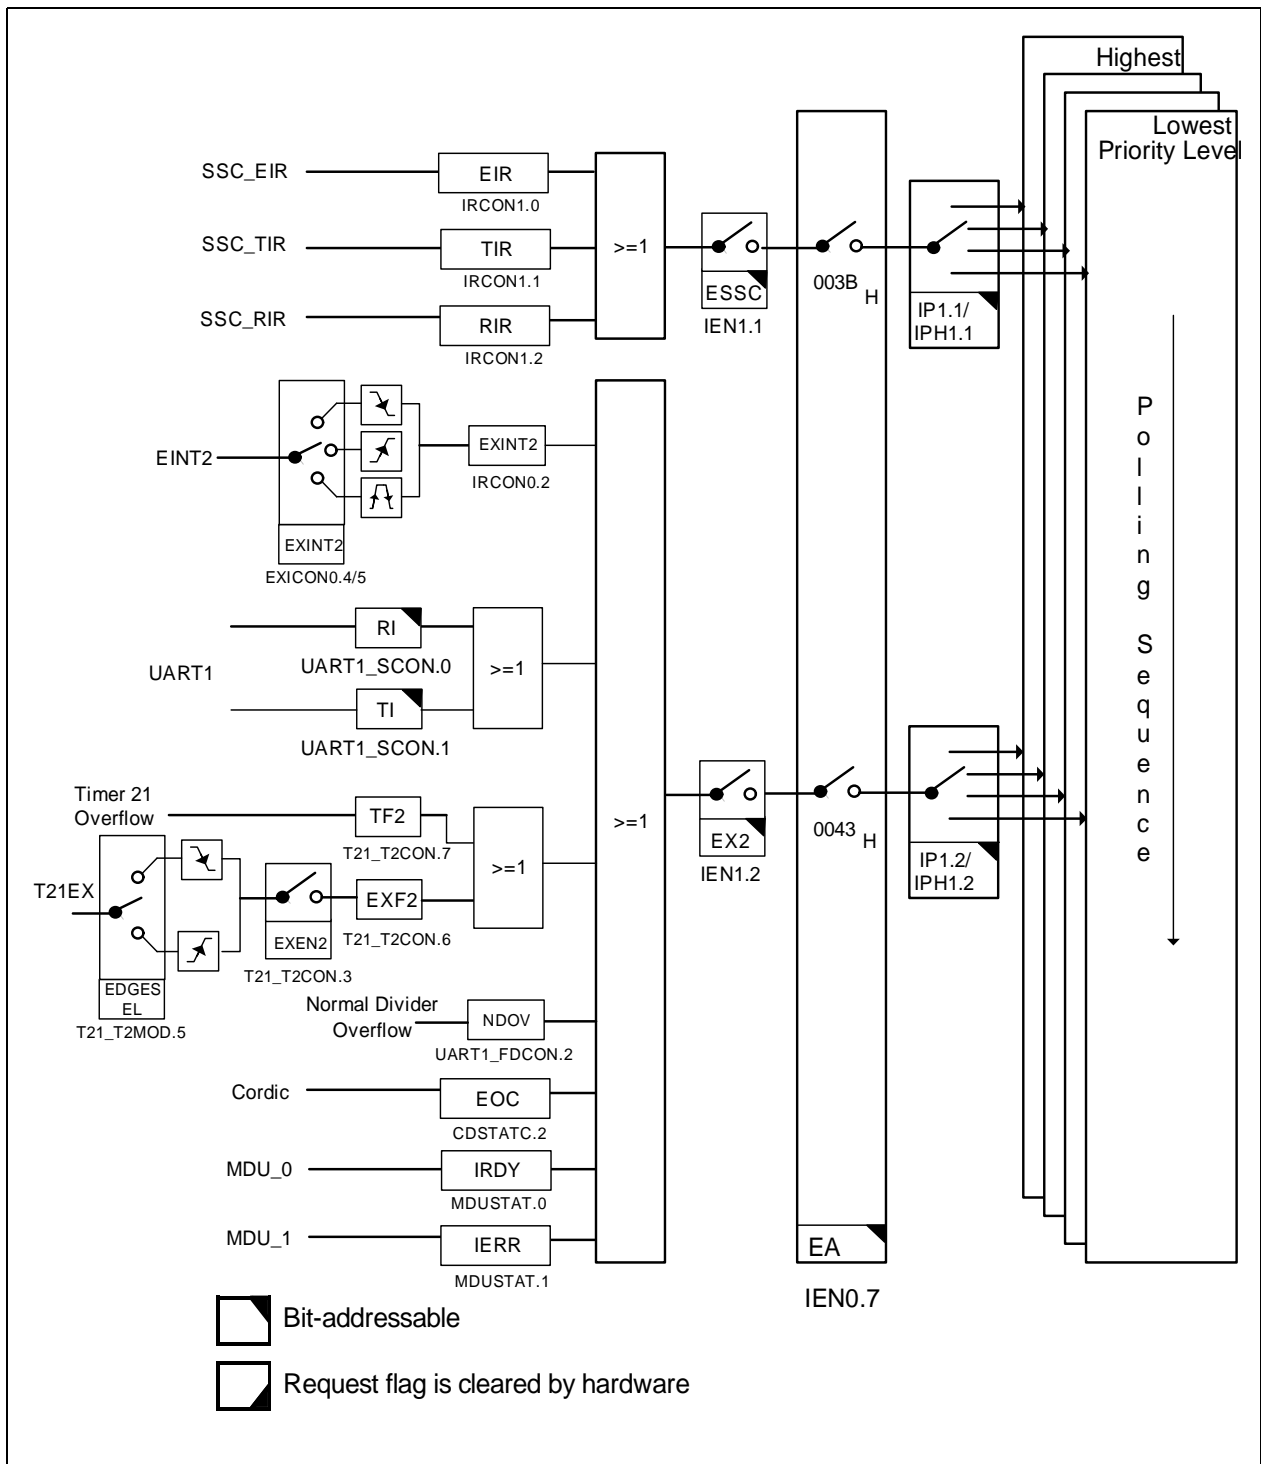 Highest
Lowest
Priority Level
SSC_EIR
EIR
IRCON1.0
SSC_TIR
TIR
IRCON1.1
SSC_RIR
RIR
IRCON1.2
>=1
ESSC
IEN1.1
003B H
IP1.1/
IPH1.1
EINT2
EXINT2
IRCON0.2
EXINT2
EXICON0.4/5
UART1
RI
UART1_SCON.0
TI
UART1_SCON.1
>=1
Timer 21
Overflow
TF2
T21_T2CON.7
T21EX
EXF2
T21_T2CON.6
>=1
EXEN2
T21_T2CON.3
EDGES
EL
T21_T2MOD.5
Normal Divider
Overflow
NDOV
UART1_FDCON.2
Cordic
EOC
CDSTATC.2
MDU_0
IRDY
MDUSTAT.0
MDU_1
IERR
MDUSTAT.1
>=1
EX2
IEN1.2
0043 H
IP1.2/
IPH1.2
EA
IEN0.7
Polling Sequence
Bit-addressable
Request flag is cleared by hardware